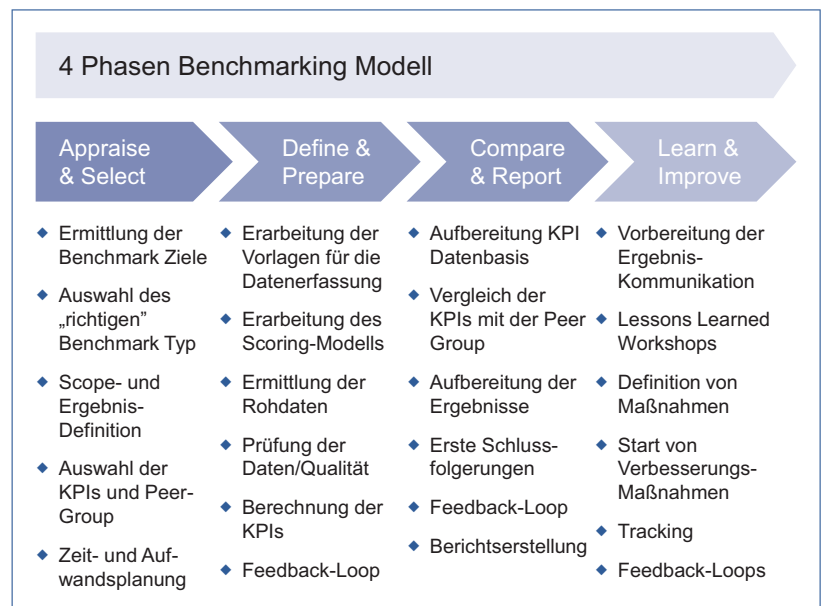 4 Phasen Benchmarking Modell
Appraise
& Select
Define &
Prepare
Compare
& Report
Learn &
Improve
◆ Ermittlung der
Benchmark Ziele
◆ Auswahl des
„richtigen”
Benchmark Typ
◆ Scope- und
Ergebnis-
Definition
◆ Auswahl der
KPIs und Peer-
Group
◆ Zeit- und Auf-
wandsplanung
◆ Erarbeitung der
Vorlagen für die
Datenerfassung
◆ Erarbeitung des
Scoring-Modells
◆ Ermittlung der
Rohdaten
◆ Prüfung der
Daten/Qualität
◆ Berechnung der
KPIs
◆ Feedback-Loop
◆ Aufbereitung KPI
Datenbasis
◆ Vergleich der
KPIs mit der Peer
Group
◆ Aufbereitung der
Ergebnisse
◆ Erste Schluss-
folgerungen
◆ Feedback-Loop
◆ Berichtserstellung
◆ Vorbereitung der
Ergebnis-
Kommunikation
◆ Lessons Learned
Workshops
◆ Definition von
Maßnahmen
◆ Start von
Verbesserungs-
Maßnahmen
◆ Tracking
◆ Feedback-Loops